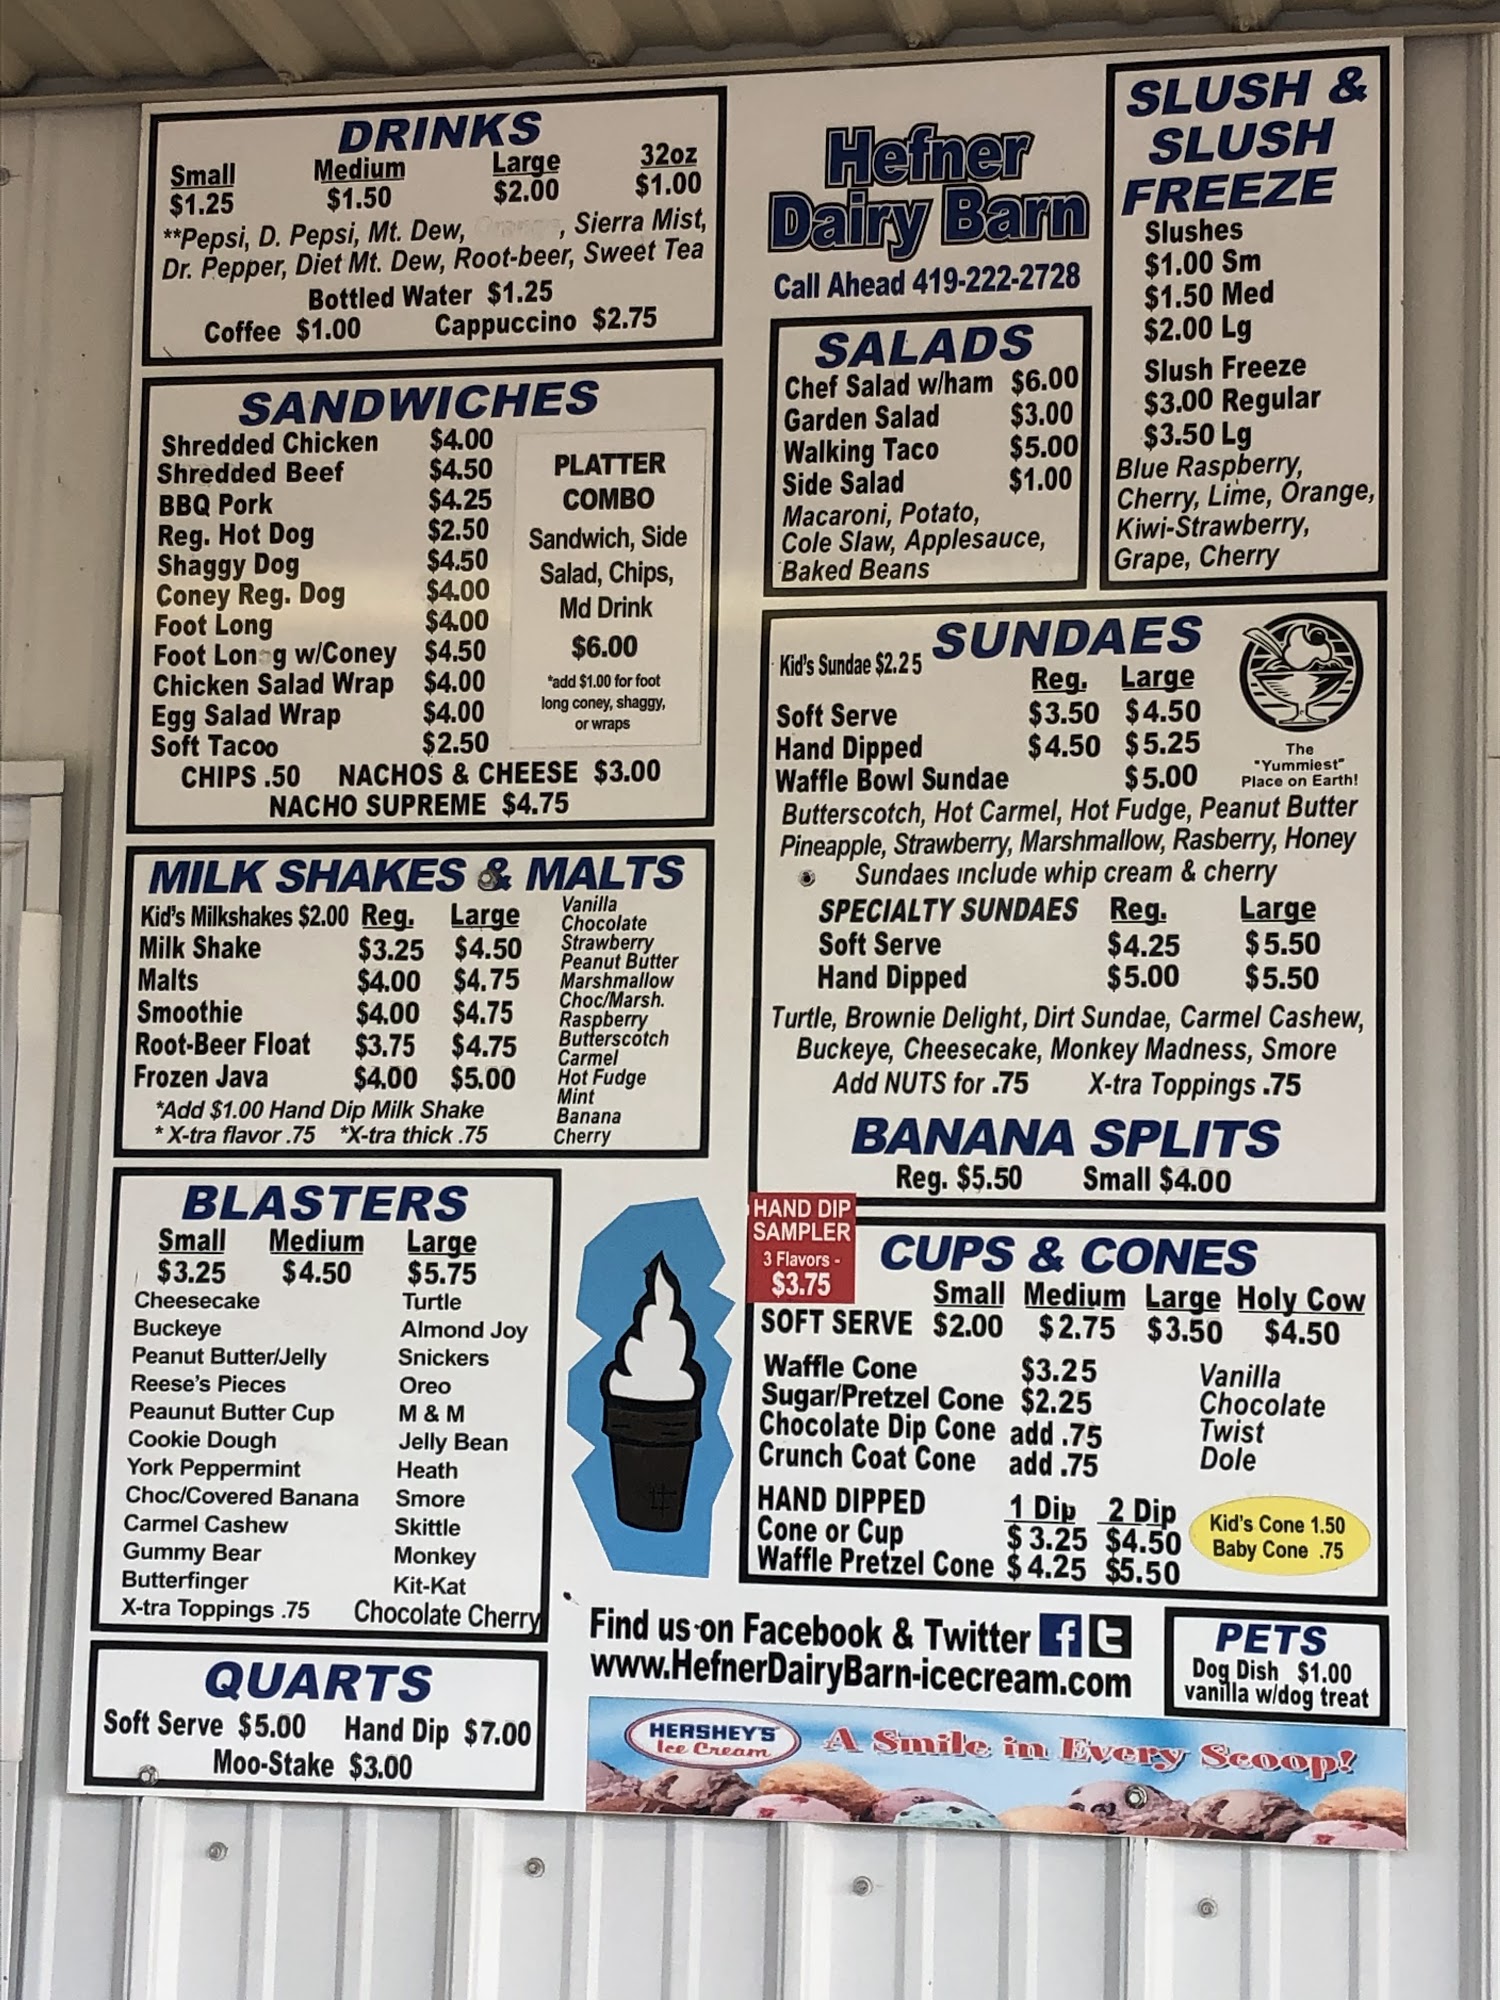 DRINKS
Small Medium Large 32oz
$1.25 $1.50 $2.00 $1.00
**Pepsi, D. Pepsi, Mt. Dew, Orange, Sierra Mist,
Dr. Pepper, Diet Mt. Dew, Root-beer, Sweet Tea
Bottled Water $1.25
Coffee $1.00 Cappuccino $2.75
SANDWICHES
Shredded Chicken $4.00
Shredded Beef $4.50
BBQ Pork $4.25
Reg. Hot Dog $2.50
Shaggy Dog $4.50
Coney Reg. Dog $4.00
Foot Long $4.00
Foot Long w/Coney $4.50
Chicken Salad Wrap $4.00
Egg Salad Wrap $4.00
Soft Tacoo $2.50
PLATTER
COMBO
Sandwich, Side
Salad, Chips,
Md Drink
$6.00
*add $1.00 for foot
long coney, shaggy,
or wraps
CHIPS .50 NACHOS & CHEESE $3.00
NACHO SUPREME $4.75
MILK SHAKES & MALTS
Kid's Milkshakes $2.00 Reg. Large
Milk Shake $3.25 $4.50
Malts $4.00 $4.75
Smoothie $4.00 $4.75
Root-Beer Float $3.75 $4.75
Frozen Java $4.00 $5.00
*Add $1.00 Hand Dip Milk Shake
* X-tra flavor .75 *X-tra thick .75
Vanilla
Chocolate
Strawberry
Peanut Butter
Marshmallow
Choc/Marsh.
Raspberry
Butterscotch
Carmel
Hot Fudge
Mint
Banana
Cherry
BLASTERS
Small Medium Large
$3.25 $4.50 $5.75
Cheesecake Turtle
Buckeye Almond Joy
Peanut Butter/Jelly Snickers
Reese's Pieces Oreo
Peaunut Butter Cup M & M
Cookie Dough Jelly Bean
York Peppermint Heath
Choc/Covered Banana Smore
Carmel Cashew Skittle
Gummy Bear Monkey
Butterfinger Kit-Kat
X-tra Toppings .75 Chocolate Cherry
QUARTS
Soft Serve $5.00 Hand Dip $7.00
Moo-Stake $3.00
Hefner
Dairy Barn
Call Ahead 419-222-2728
SALADS
Chef Salad w/ham $6.00
Garden Salad $3.00
Walking Taco $5.00
Side Salad $1.00
Macaroni, Potato,
Cole Slaw, Applesauce,
Baked Beans
SLUSH &
SLUSH
FREEZE
Slushes
$1.00 Sm
$1.50 Med
$2.00 Lg
Slush Freeze
$3.00 Regular
$3.50 Lg
Blue Raspberry,
Cherry, Lime, Orange,
Kiwi-Strawberry,
Grape, Cherry
SUNDAES
Kid's Sundae $2.25
Reg. Large
Soft Serve $3.50 $4.50
Hand Dipped $4.50 $5.25
Waffle Bowl Sundae $5.00
The
"Yummiest"
Place on Earth!
Butterscotch, Hot Carmel, Hot Fudge, Peanut Butter
Pineapple, Strawberry, Marshmallow, Rasberry, Honey
Sundaes include whip cream & cherry
SPECIALTY SUNDAES Reg. Large
Soft Serve $4.25 $5.50
Hand Dipped $5.00 $5.50
Turtle, Brownie Delight, Dirt Sundae, Carmel Cashew,
Buckeye, Cheesecake, Monkey Madness, Smore
Add NUTS for .75 X-tra Toppings .75
BANANA SPLITS
Reg. $5.50 Small $4.00
HAND DIP
SAMPLER
3 Flavors -
$3.75
CUPS & CONES
Small Medium Large Holy Cow
SOFT SERVE $2.00 $2.75 $3.50 $4.50
Waffle Cone $3.25
Sugar/Pretzel Cone $2.25
Chocolate Dip Cone add .75
Crunch Coat Cone add .75
Vanilla
Chocolate
Twist
Dole
HAND DIPPED 1 Dip 2 Dip
Cone or Cup $3.25 $4.50
Waffle Pretzel Cone $4.25 $5.50
Kid's Cone 1.50
Baby Cone .75
Find us on Facebook & Twitter f t
www.HefnerDairyBarn-icecream.com
PETS
Dog Dish $1.00
vanilla w/dog treat
HERSHEY'S
Ice Cream
A Smile in Every Scoop!